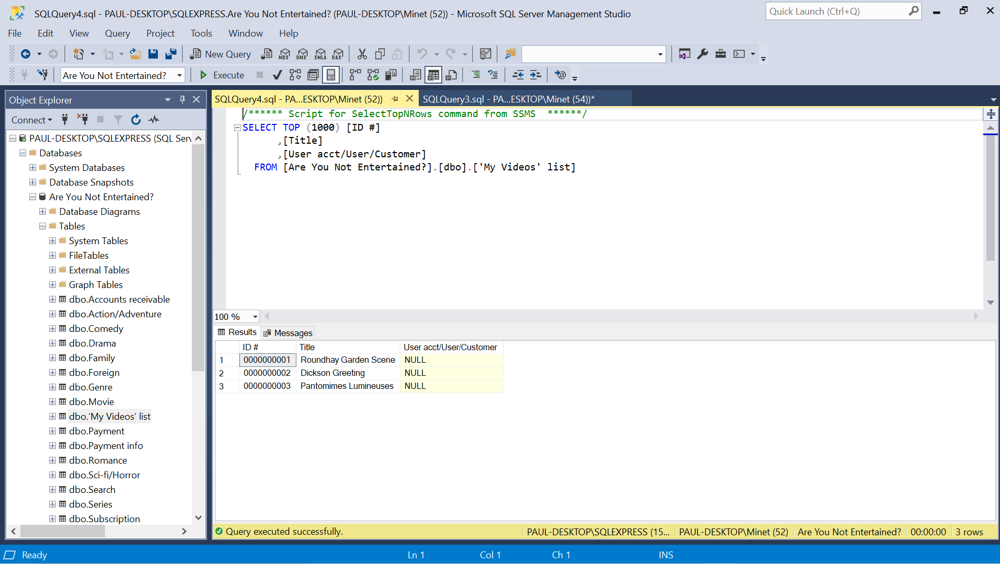 SQLQuery4.sql - PAUL-DESKTOP\SQLEXPRESS.Are You Not Entertained? (PAUL-DESKTOP\Minet (52)) - Microsoft SQL Server Management Studio
Quick Launch (Ctrl+Q)
File Edit View Query Project Tools Window Help
New Query MDX DMX XMLA DAX
Are You Not Entertained? Execute
Object Explorer
Connect
PAUL-DESKTOP\SQLEXPRESS (SQL Serv
Databases
System Databases
Database Snapshots
Are You Not Entertained?
Database Diagrams
Tables
System Tables
FileTables
External Tables
Graph Tables
dbo.Accounts receivable
dbo.Action/Adventure
dbo.Comedy
dbo.Drama
dbo.Family
dbo.Foreign
dbo.Genre
dbo.Movie
dbo.'My Videos' list
dbo.Payment
dbo.Payment info
dbo.Romance
dbo.Sci-fi/Horror
dbo.Search
dbo.Series
dbo.Subscription
SQLQuery4.sql - PA...ESKTOP\Minet (52))
SQLQuery3.sql - PA...ESKTOP\Minet (54))*
/****** Script for SelectTopNRows command from SSMS  ******/
SELECT TOP (1000) [ID #]
,[Title]
,[User acct/User/Customer]
FROM [Are You Not Entertained?].[dbo].['My Videos' list]
100 %
Results Messages
ID # Title User acct/User/Customer
1 0000000001 Roundhay Garden Scene NULL
2 0000000002 Dickson Greeting NULL
3 0000000003 Pantomimes Lumineuses NULL
Query executed successfully. PAUL-DESKTOP\SQLEXPRESS (15... PAUL-DESKTOP\Minet (52) Are You Not Entertained? 00:00:00 3 rows
Ready Ln 1 Col 1 Ch 1 INS